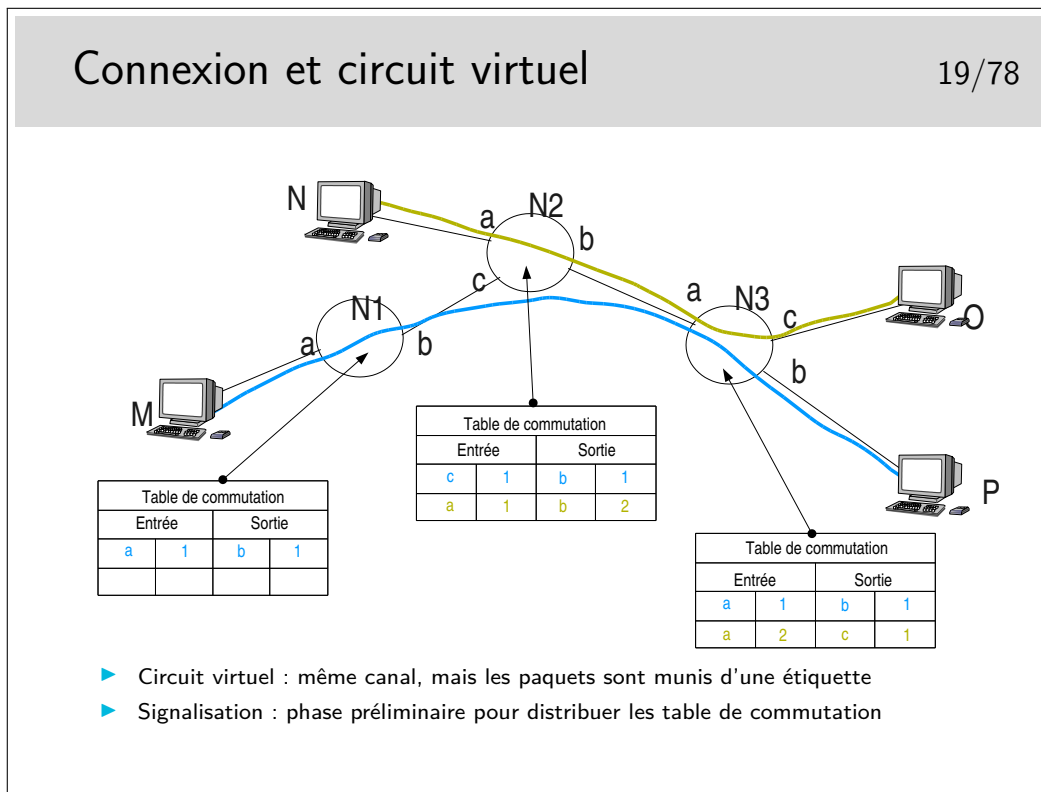 Connexion et circuit virtuel 19/78
N
a
N2
b
c
N1
a
b
M
a
N3
c
O
b
P
Table de commutation
Entrée Sortie
c 1 b 1
a 1 b 2
Table de commutation
Entrée Sortie
a 1 b 1
Table de commutation
Entrée Sortie
a 1 b 1
a 2 c 1
Circuit virtuel : même canal, mais les paquets sont munis d'une étiquette
Signalisation : phase préliminaire pour distribuer les table de commutation